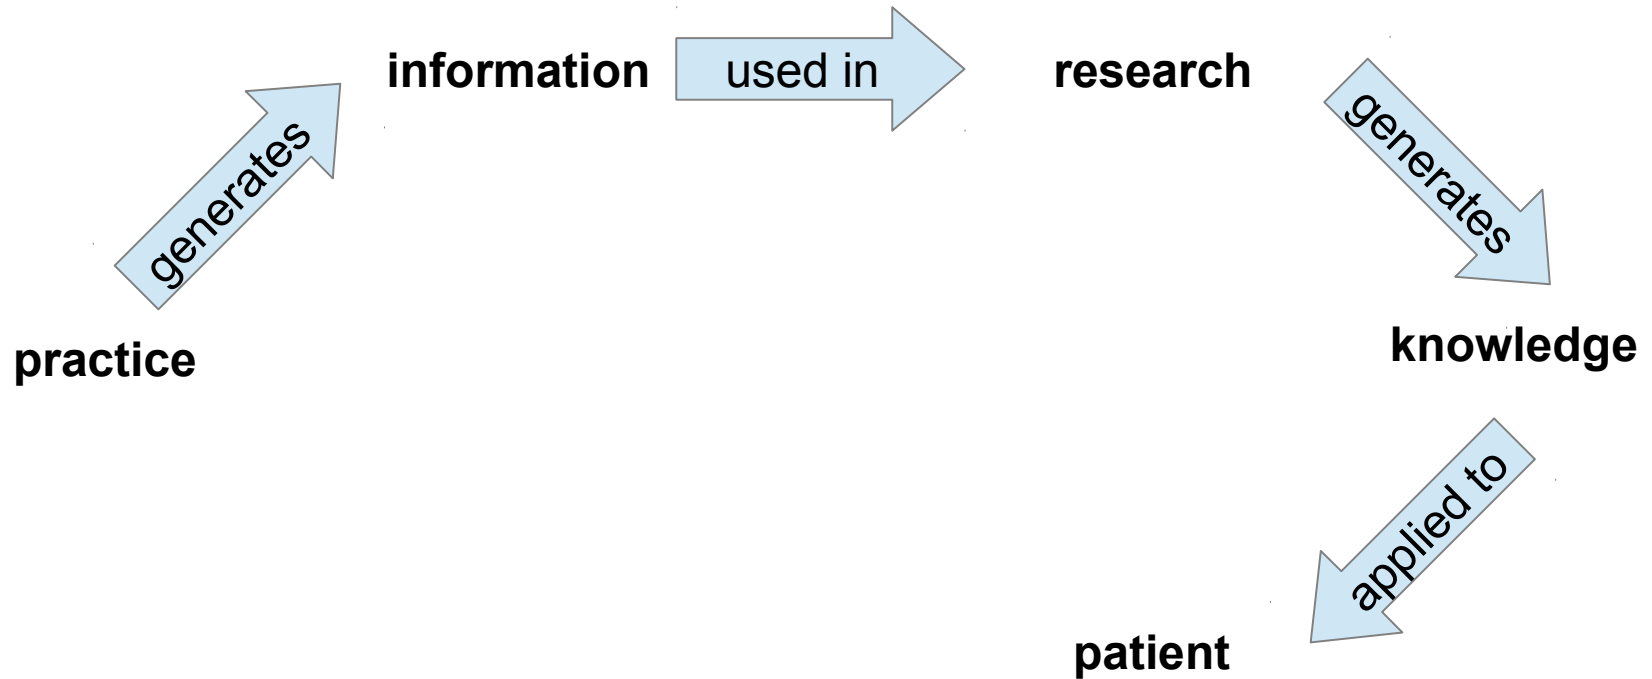 information
used in
research
generates
generates
practice
knowledge
applied to
patient